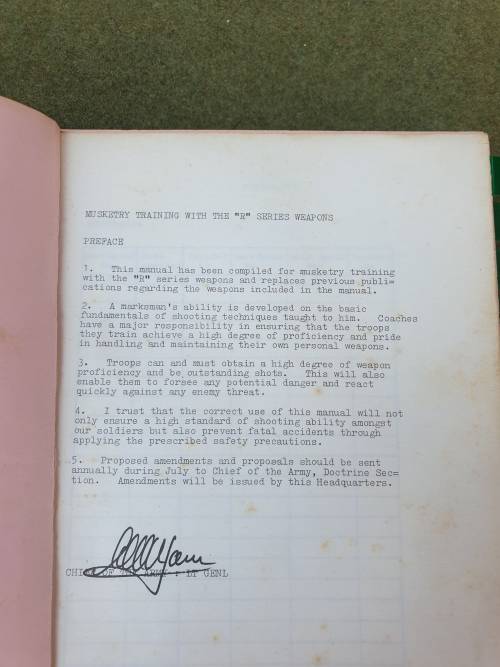 MUSKETRY TRAINING WITH THE "R" SERIES WEAPONS
PREFACE
1. This manual has been compiled for musketry training
with the "R" series weapons and replaces previous publi=
cations regarding the weapons included in the manual.
2. A marksman's ability is developed on the basic
fundamentals of shooting techniques taught to him. Coaches
have a major responsibility in ensuring that the troops
they train achieve a high degree of proficiency and pride
in handling and maintaining their own personal weapons.
3. Troops can and must obtain a high degree of weapon
proficiency and be outstanding shots. This will also
enable them to forsee any potential danger and react
quickly against any enemy threat.
4. I trust that the correct use of this manual will not
only ensure a high standard of shooting ability amongst
our soldiers but also prevent fatal accidents through
applying the prescribed safety precautions.
5. Proposed amendments and proposals should be sent
annually during July to Chief of the Army, Doctrine Sec=
tion. Amendments will be issued by this Headquarters.
CHIEF OF THE ARMY : LT GENL